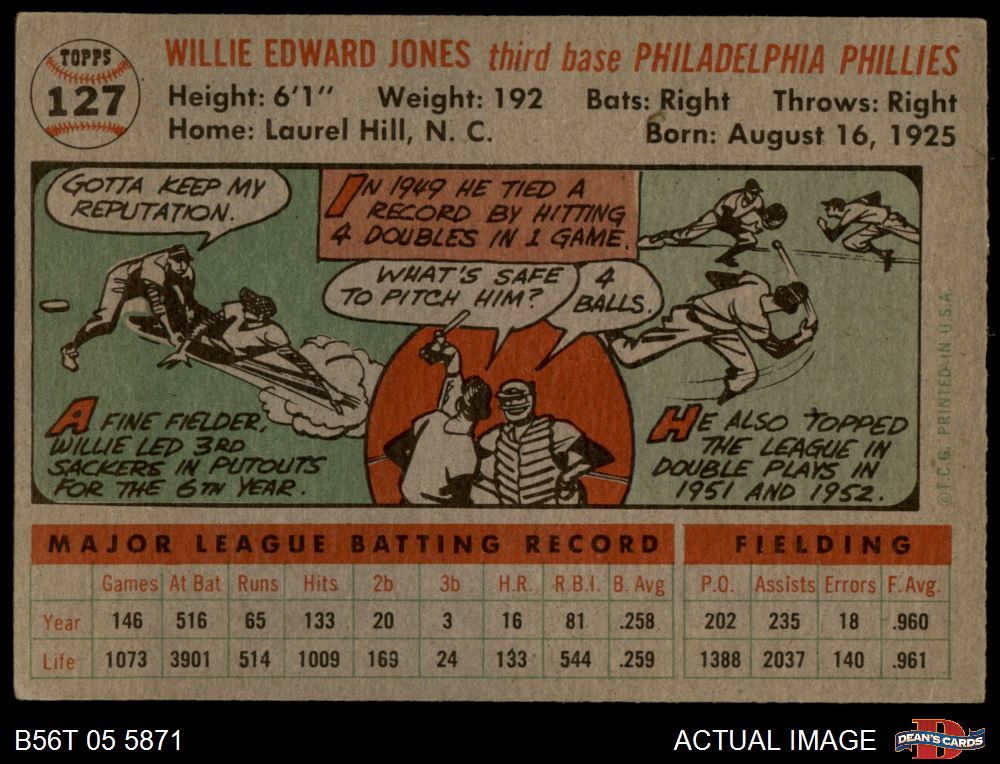 TOPPS
127
WILLIE EDWARD JONES third base PHILADELPHIA PHILLIES
Height: 6'1" Weight: 192 Bats: Right Throws: Right
Home: Laurel Hill, N. C. Born: August 16, 1925
GOTTA KEEP MY
REPUTATION.
A FINE FIELDER,
WILLIE LED 3RD
SACKERS IN PUTOUTS
FOR THE 6TH YEAR.
IN 1949 HE TIED A
RECORD BY HITTING
4 DOUBLES IN 1 GAME.
WHAT'S SAFE
TO PITCH HIM?
4
BALLS.
HE ALSO TOPPED
THE LEAGUE IN
DOUBLE PLAYS IN
1951 AND 1952.
©T.C.G. PRINTED IN U.S.A.
MAJOR LEAGUE BATTING RECORD FIELDING
Games At Bat Runs Hits 2b 3b H.R. R.B.I. B. Avg P.O. Assists Errors F. Avg.
Year 146 516 65 133 20 3 16 81 .258 202 235 18 .960
Life 1073 3901 514 1009 169 24 133 544 .259 1388 2037 140 .961
B56T 05 5871 ACTUAL IMAGE DEAN'S CARDS